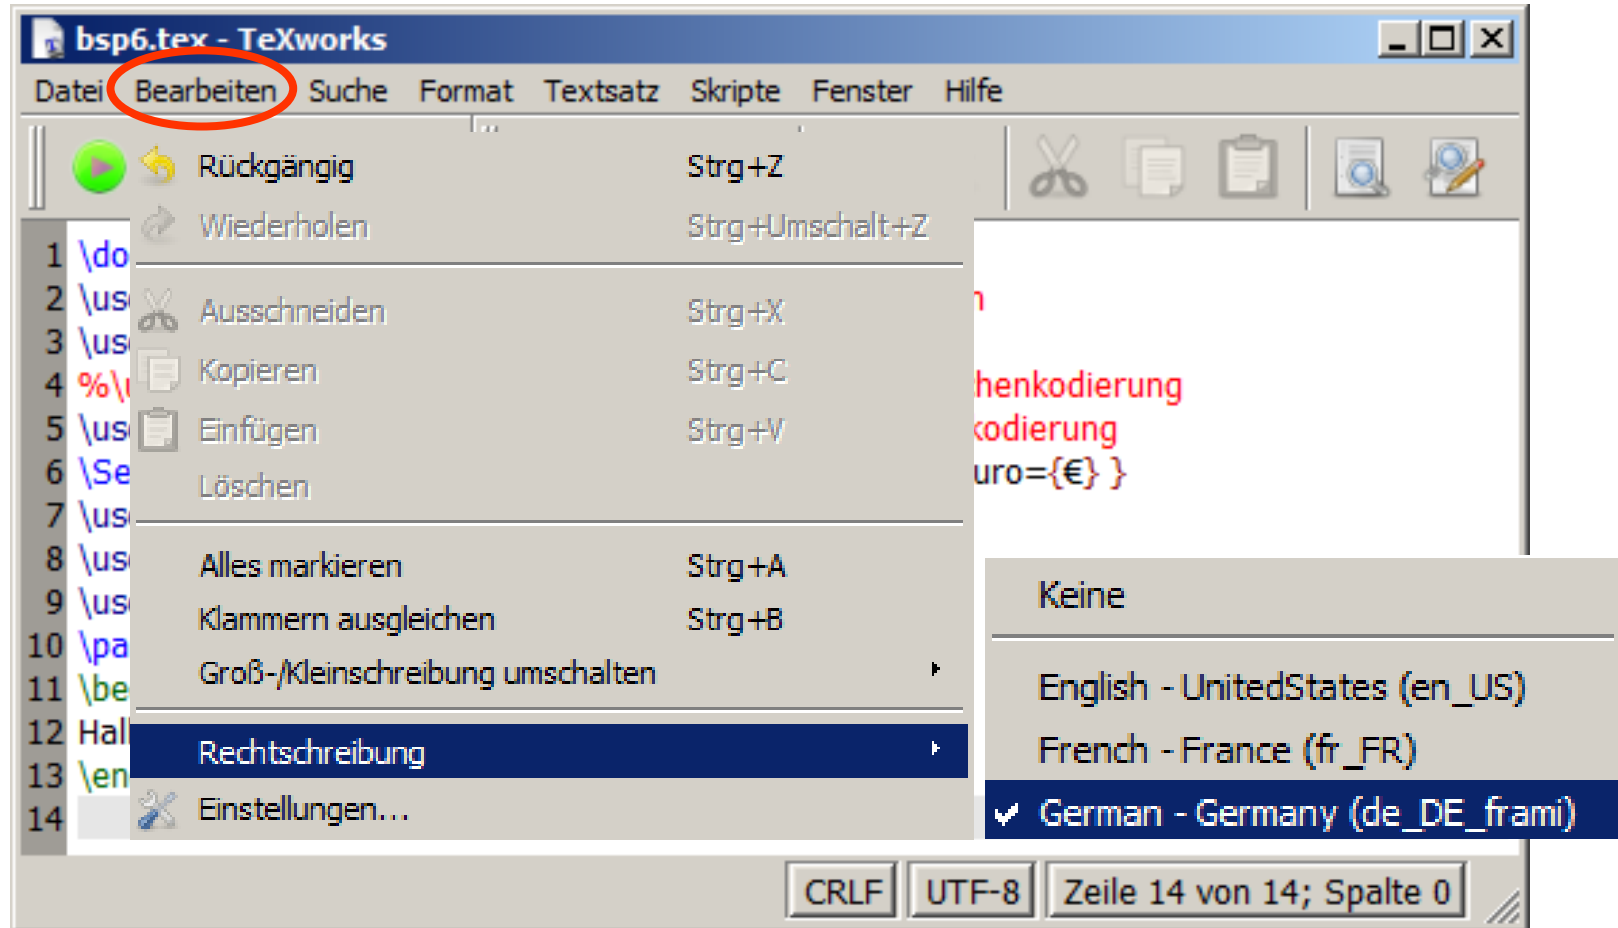 bsp6.tex - TeXworks
Datei Bearbeiten Suche Format Textsatz Skripte Fenster Hilfe
Rückgängig Strg+Z
Wiederholen Strg+Umschalt+Z
Ausschneiden Strg+X
Kopieren Strg+C
Einfügen Strg+V
Löschen
Alles markieren Strg+A
Klammern ausgleichen Strg+B
Groß-/Kleinschreibung umschalten
Rechtschreibung
Einstellungen...
Keine
English - UnitedStates (en_US)
French - France (fr_FR)
German - Germany (de_DE_frami)
1 \do
2 \us n
3 \us
4 %\ henkodierung
5 \us kodierung
6 \Se uro={€} }
7 \us
8 \us
9 \us
10 \pa
11 \be
12 Hal
13 \en
14
CRLF UTF-8 Zeile 14 von 14; Spalte 0